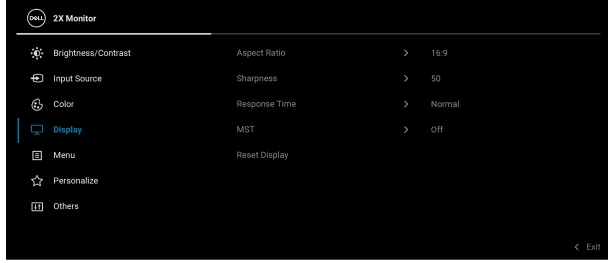 DELL 2X Monitor
Brightness/Contrast Aspect Ratio > 16:9
Input Source Sharpness > 50
Color Response Time > Normal
Display MST > Off
Menu Reset Display
Personalize
Others
< Exit